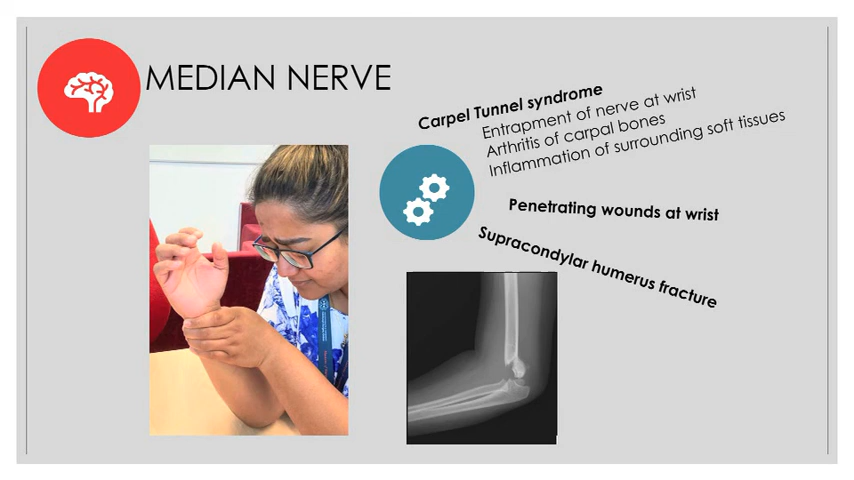 MEDIAN NERVE
Carpel Tunnel syndrome
Entrapment of nerve at wrist
Arthritis of carpal bones
Inflammation of surrounding soft tissues
Penetrating wounds at wrist
Supracondylar humerus fracture